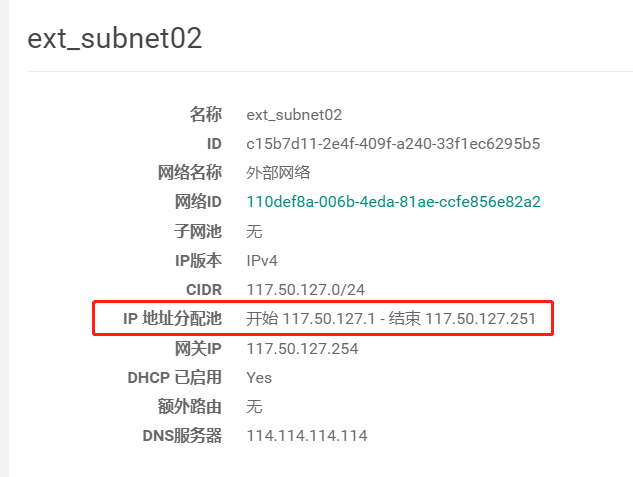 ext_subnet02
名称 ext_subnet02
ID c15b7d11-2e4f-409f-a240-33f1ec6295b5
网络名称 外部网络
网络ID 110def8a-006b-4eda-81ae-ccfe856e82a2
子网池 无
IP版本 IPv4
CIDR 117.50.127.0/24
IP 地址分配池 开始 117.50.127.1 - 结束 117.50.127.251
网关IP 117.50.127.254
DHCP 已启用 Yes
额外路由 无
DNS服务器 114.114.114.114